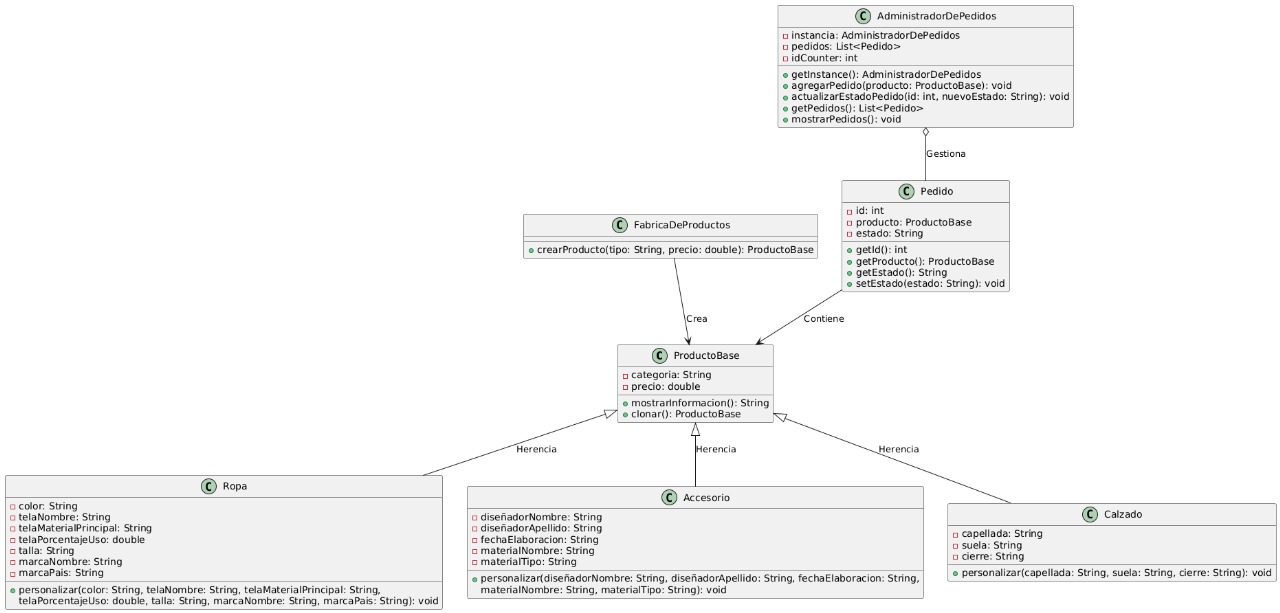 C AdministradorDePedidos
instancia: AdministradorDePedidos
pedidos: List<Pedido>
idCounter: int
getInstance(): AdministradorDePedidos
agregarPedido(producto: ProductoBase): void
actualizarEstadoPedido(id: int, nuevoEstado: String): void
getPedidos(): List<Pedido>
mostrarPedidos(): void
Gestiona
C Pedido
id: int
producto: ProductoBase
estado: String
getId(): int
getProducto(): ProductoBase
getEstado(): String
setEstado(estado: String): void
C FabricaDeProductos
crearProducto(tipo: String, precio: double): ProductoBase
Crea
Contiene
C ProductoBase
categoria: String
precio: double
mostrarInformacion(): String
clonar(): ProductoBase
Herencia
Herencia
Herencia
C Ropa
color: String
telaNombre: String
telaMaterialPrincipal: String
telaPorcentajeUso: double
talla: String
marcaNombre: String
marcaPais: String
personalizar(color: String, telaNombre: String, telaMaterialPrincipal: String,
telaPorcentajeUso: double, talla: String, marcaNombre: String, marcaPais: String): void
C Accesorio
diseñadorNombre: String
diseñadorApellido: String
fechaElaboracion: String
materialNombre: String
materialTipo: String
personalizar(diseñadorNombre: String, diseñadorApellido: String, fechaElaboracion: String,
materialNombre: String, materialTipo: String): void
C Calzado
capellada: String
suela: String
cierre: String
personalizar(capellada: String, suela: String, cierre: String): void